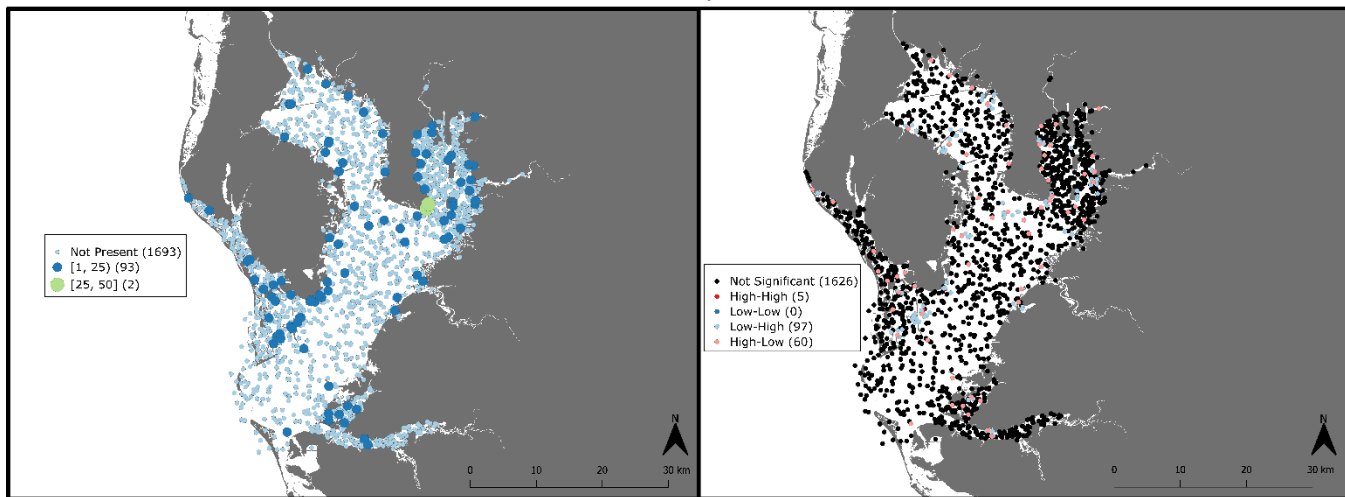 Not Present (1693)
[1, 25) (93)
[25, 50] (2)
N
0 10 20 30 km
Not Significant (1626)
High-High (5)
Low-Low (0)
Low-High (97)
High-Low (60)
N
0 10 20 30 km